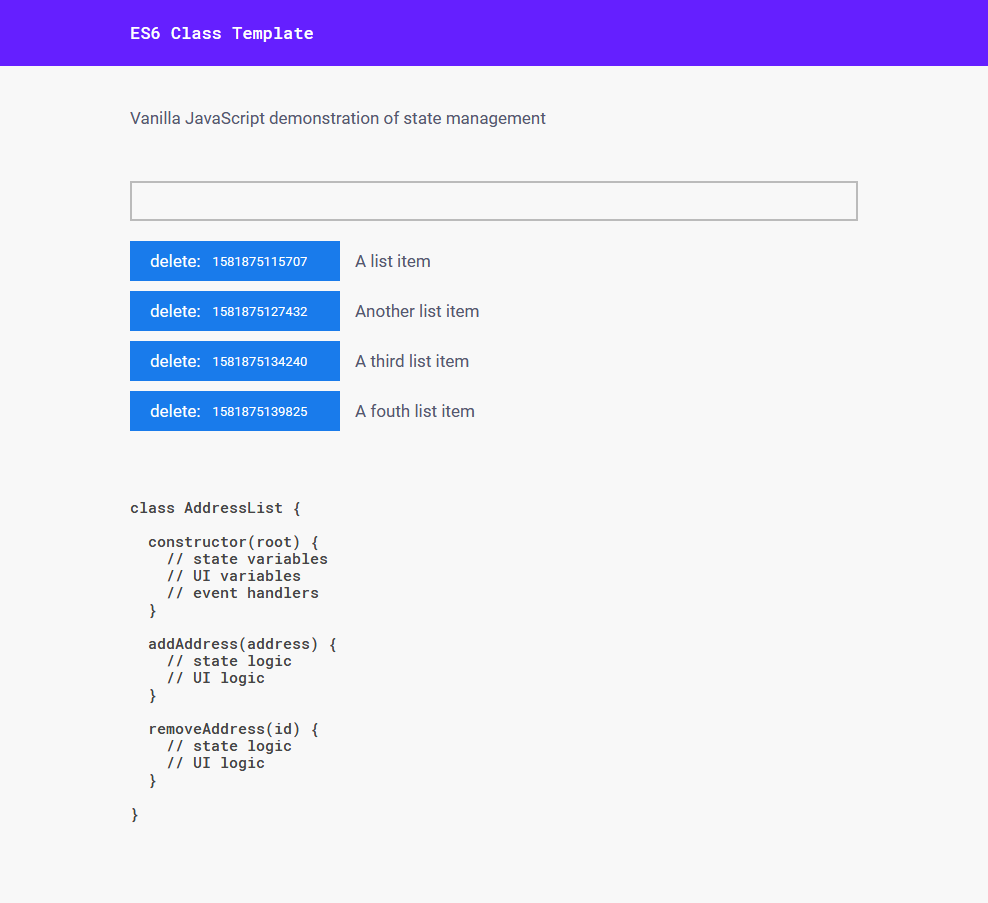 ES6 Class Template
Vanilla JavaScript demonstration of state management
delete: 1581875115707 A list item
delete: 1581875127432 Another list item
delete: 1581875134240 A third list item
delete: 1581875139825 A fouth list item
class AddressList {
  constructor(root) {
    // state variables
    // UI variables
    // event handlers
  }
  addAddress(address) {
    // state logic
    // UI logic
  }
  removeAddress(id) {
    // state logic
    // UI logic
  }
}